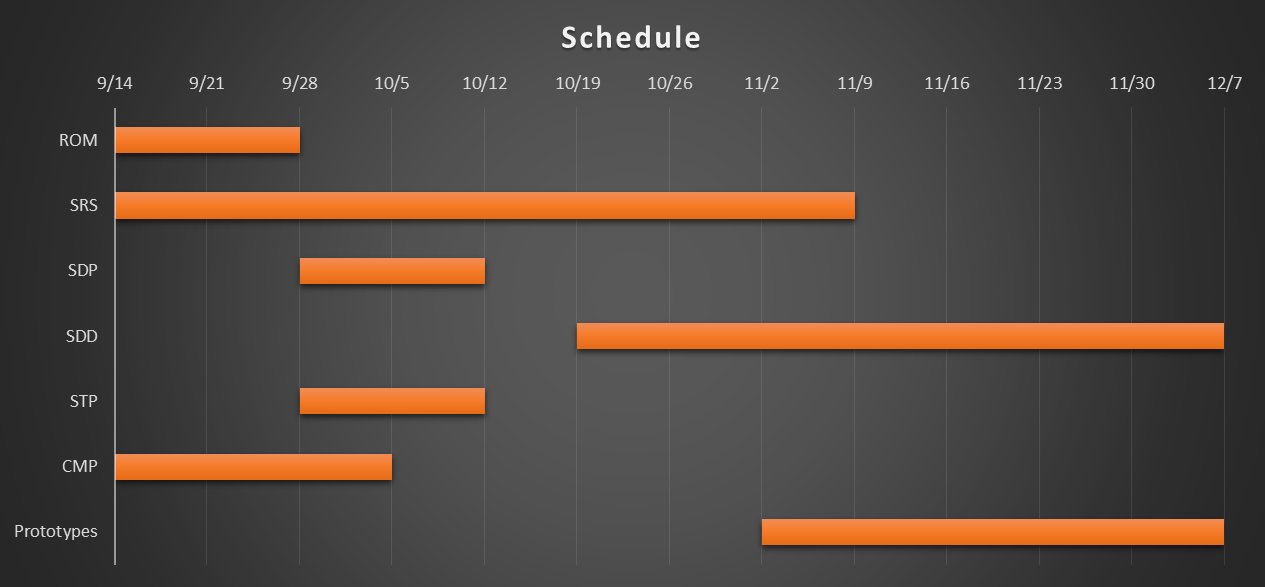 Schedule
9/14 9/21 9/28 10/5 10/12 10/19 10/26 11/2 11/9 11/16 11/23 11/30 12/7
ROM
SRS
SDP
SDD
STP
CMP
Prototypes